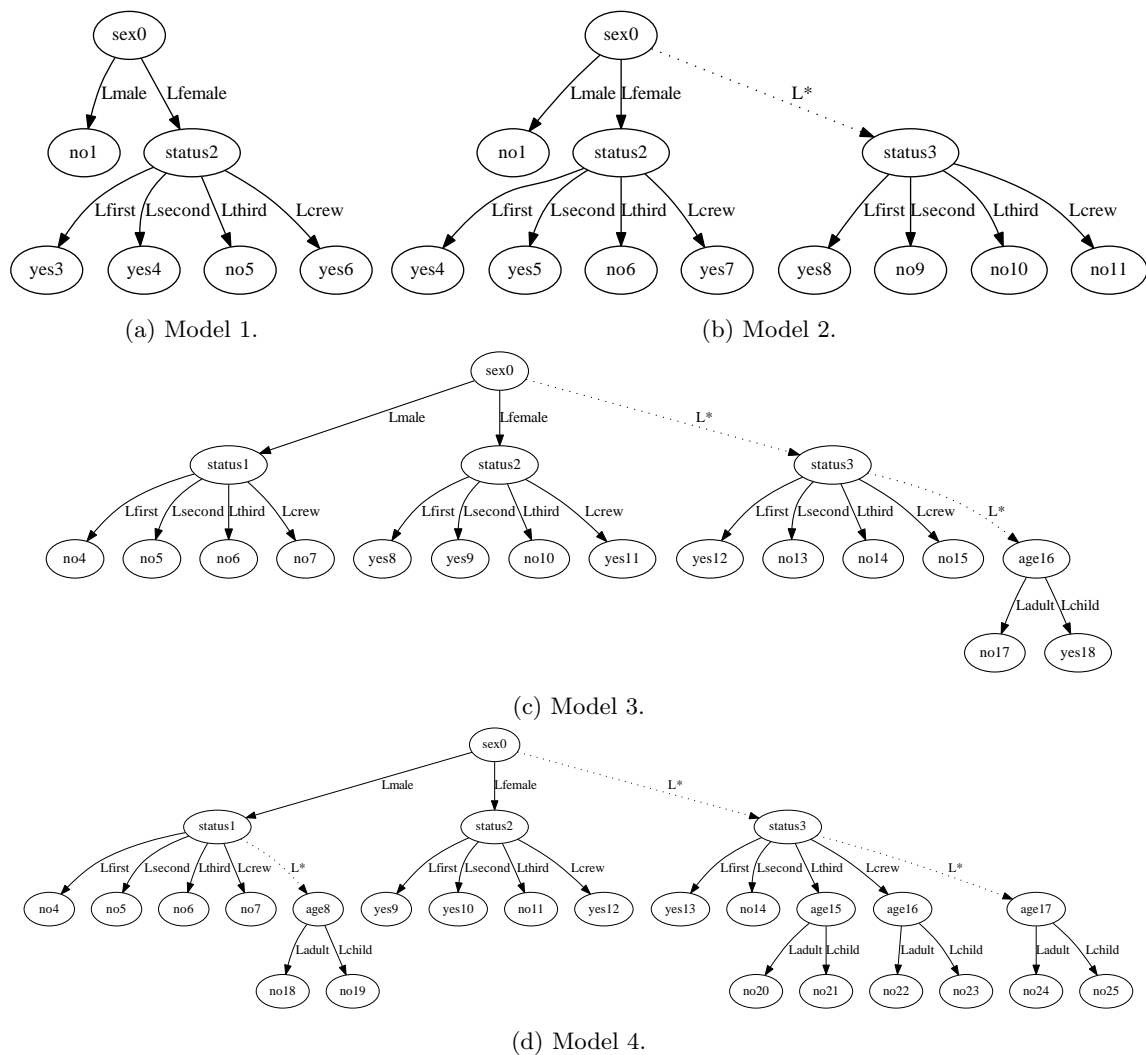 sex0 sex0
Lmale Lfemale Lmale Lfemale L*
no1 status2 no1 status2 status3
Lfirst Lsecond Lthird Lcrew Lfirst Lsecond Lthird Lcrew Lfirst Lsecond Lthird Lcrew
yes3 yes4 no5 yes6 yes4 yes5 no6 yes7 yes8 no9 no10 no11
(a) Model 1. (b) Model 2.
sex0
Lmale Lfemale L*
status1 status2 status3
Lfirst Lsecond Lthird Lcrew Lfirst Lsecond Lthird Lcrew Lfirst Lsecond Lthird Lcrew L*
no4 no5 no6 no7 yes8 yes9 no10 yes11 yes12 no13 no14 no15 age16
Ladult Lchild
no17 yes18
(c) Model 3.
sex0
Lmale Lfemale L*
status1 status2 status3
Lfirst Lsecond Lthird Lcrew L* Lfirst Lsecond Lthird Lcrew Lfirst Lsecond Lthird Lcrew L*
no4 no5 no6 no7 age8 yes9 yes10 no11 yes12 yes13 no14 age15 age16 age17
Ladult Lchild Ladult Lchild Ladult Lchild Ladult Lchild
no18 no19 no20 no21 no22 no23 no24 no25
(d) Model 4.